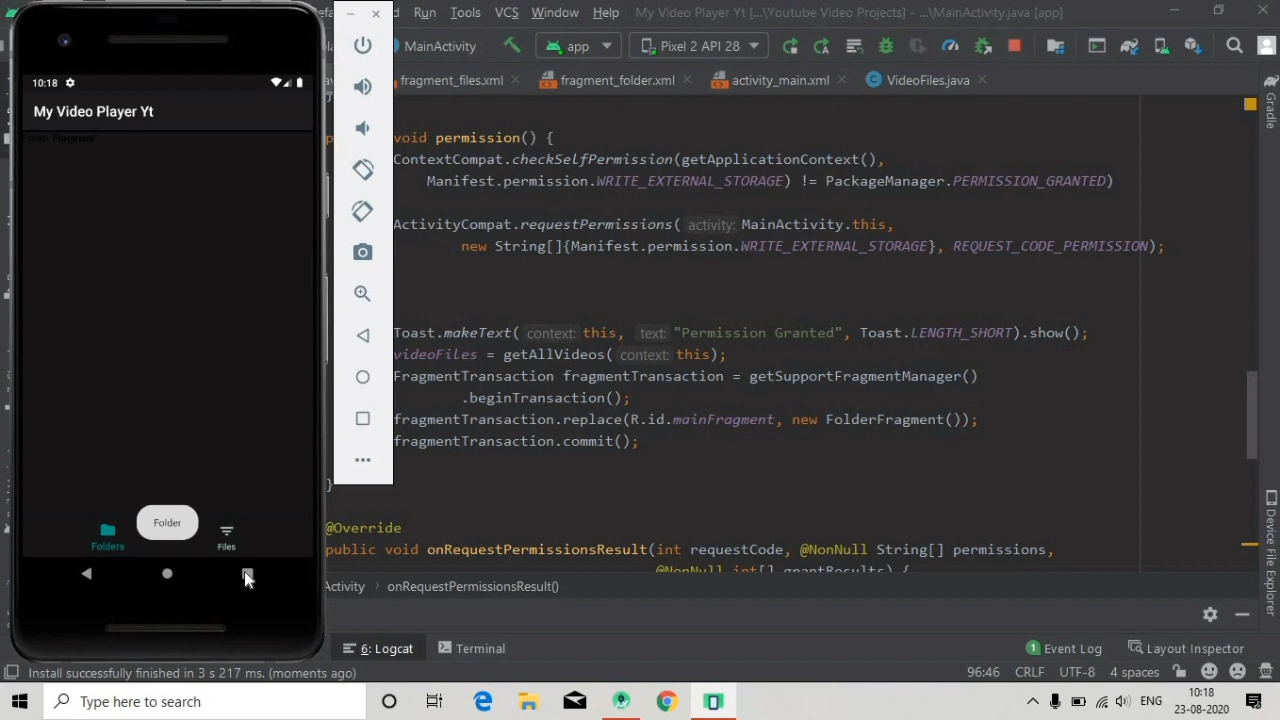 Run Tools VCS Window Help My Video Player Yt [...\Youtube Video Projects] - ...\MainActivity.java [app]
MainActivity app Pixel 2 API 28
fragment_files.xml fragment_folder.xml activity_main.xml VideoFiles.java
10:18
My Video Player Yt
void permission() {
ContextCompat.checkSelfPermission(getApplicationContext(),
Manifest.permission.WRITE_EXTERNAL_STORAGE) != PackageManager.PERMISSION_GRANTED)
ActivityCompat.requestPermissions( activity: MainActivity.this,
new String[]{Manifest.permission.WRITE_EXTERNAL_STORAGE}, REQUEST_CODE_PERMISSION);
Toast.makeText( context: this, text: "Permission Granted", Toast.LENGTH_SHORT).show();
videoFiles = getAllVideos( context: this);
FragmentTransaction fragmentTransaction = getSupportFragmentManager()
.beginTransaction();
fragmentTransaction.replace(R.id.mainFragment, new FolderFragment());
fragmentTransaction.commit();
}
@Override
public void onRequestPermissionsResult(int requestCode, @NonNull String[] permissions,
@NonNull int[] grantResults) {
Folder
Folders Files
Activity onRequestPermissionsResult()
Gradle
Device File Explorer
6: Logcat Terminal 1 Event Log Layout Inspector
Install successfully finished in 3 s 217 ms. (moments ago) 96:46 CRLF UTF-8 4 spaces
Type here to search ENG 10:18
23-08-2020